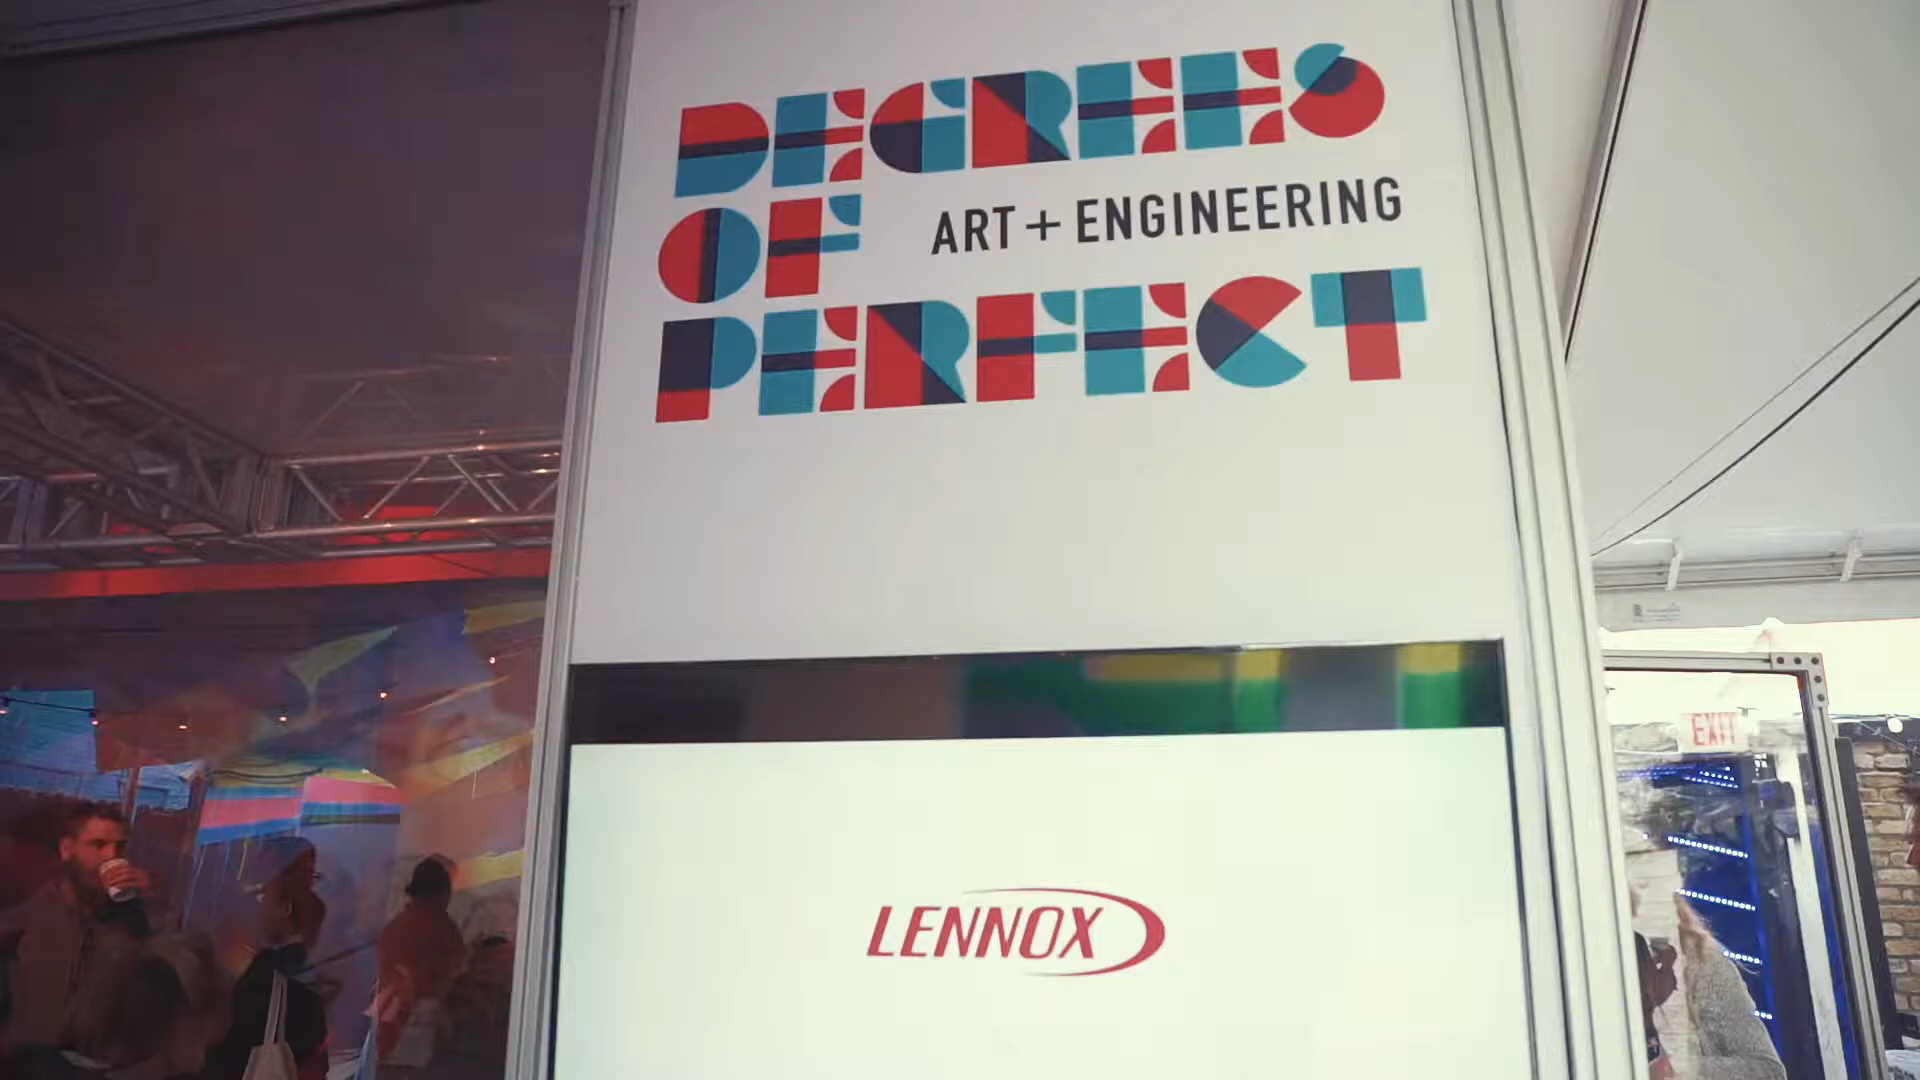 DEGREES
OF
ART + ENGINEERING
PERFECT
LENNOX
EXIT